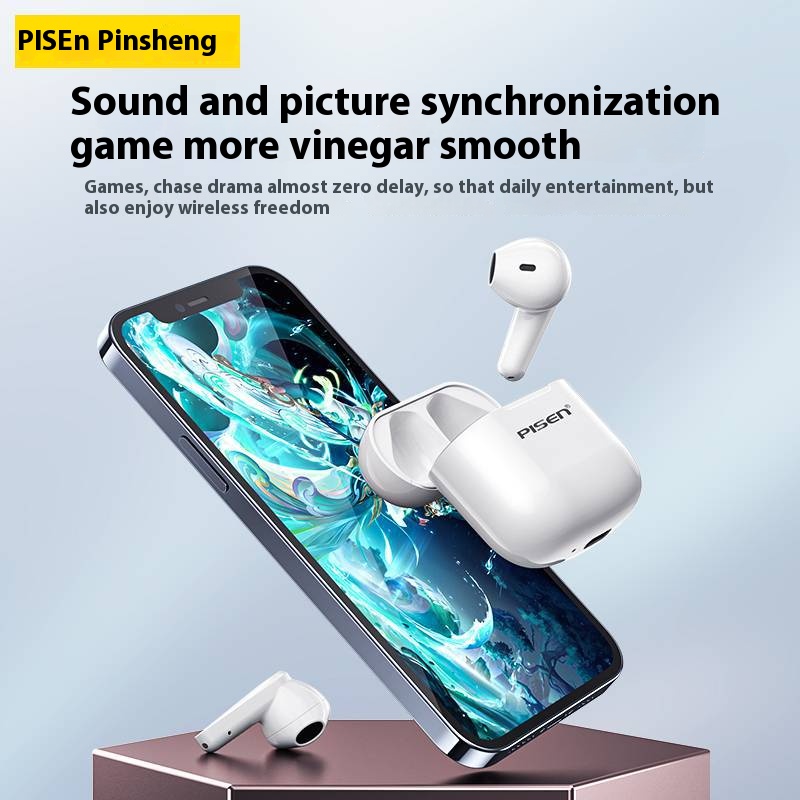 PISEn Pinsheng
Sound and picture synchronization
game more vinegar smooth
Games, chase drama almost zero delay, so that daily entertainment, but
also enjoy wireless freedom
PISEN®